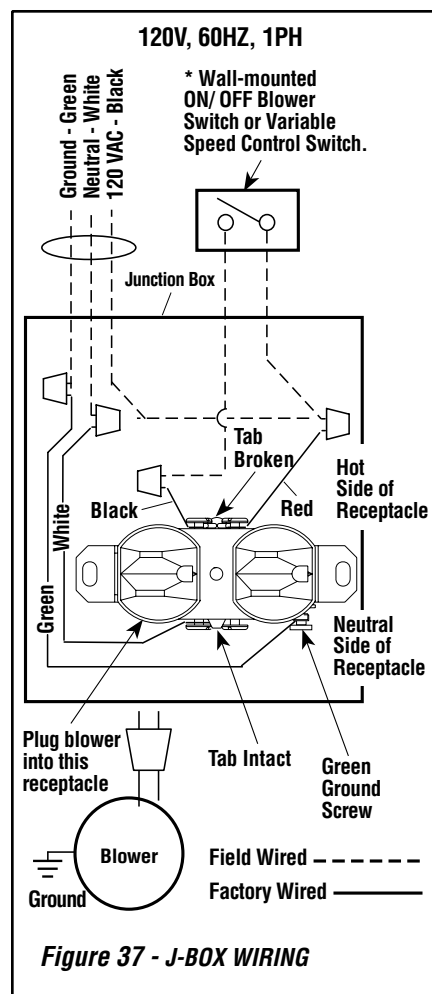 120V, 60HZ, 1PH
Ground - Green
Neutral - White
120 VAC - Black
* Wall-mounted
ON/ OFF Blower
Switch or Variable
Speed Control Switch.
Junction Box
Tab
Broken
Hot
Side of
Receptacle
Black
Red
White
Green
Neutral
Side of
Receptacle
Plug blower
into this
receptacle
Tab Intact
Green
Ground
Screw
Blower
Ground
Field Wired
Factory Wired
Figure 37 - J-BOX WIRING